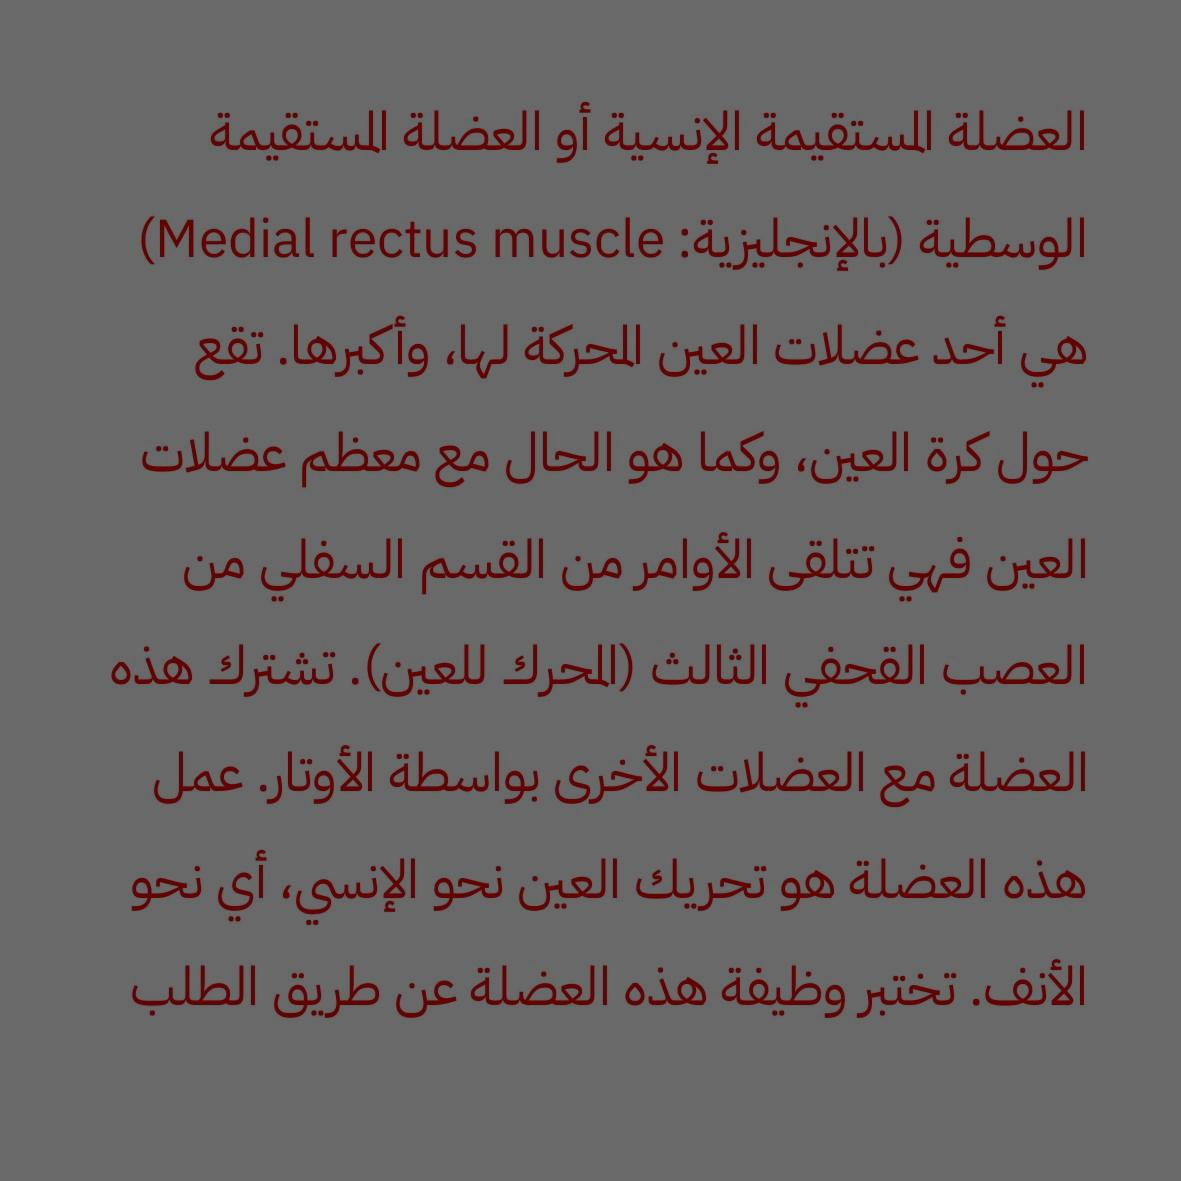 العضلة المستقيمة الإنسية أو العضلة المستقيمة
الوسطية (بالإنجليزية: Medial rectus muscle)
هي أحد عضلات العين المحركة لها، وأكبرها. تقع
حول كرة العين، وكما هو الحال مع معظم عضلات
العين فهي تتلقى الأوامر من القسم السفلي من
العصب القحفي الثالث (المحرك للعين). تشترك هذه
العضلة مع العضلات الأخرى بواسطة الأوتار. عمل
هذه العضلة هو تحريك العين نحو الإنسي، أي نحو
الأنف. تختبر وظيفة هذه العضلة عن طريق الطلب